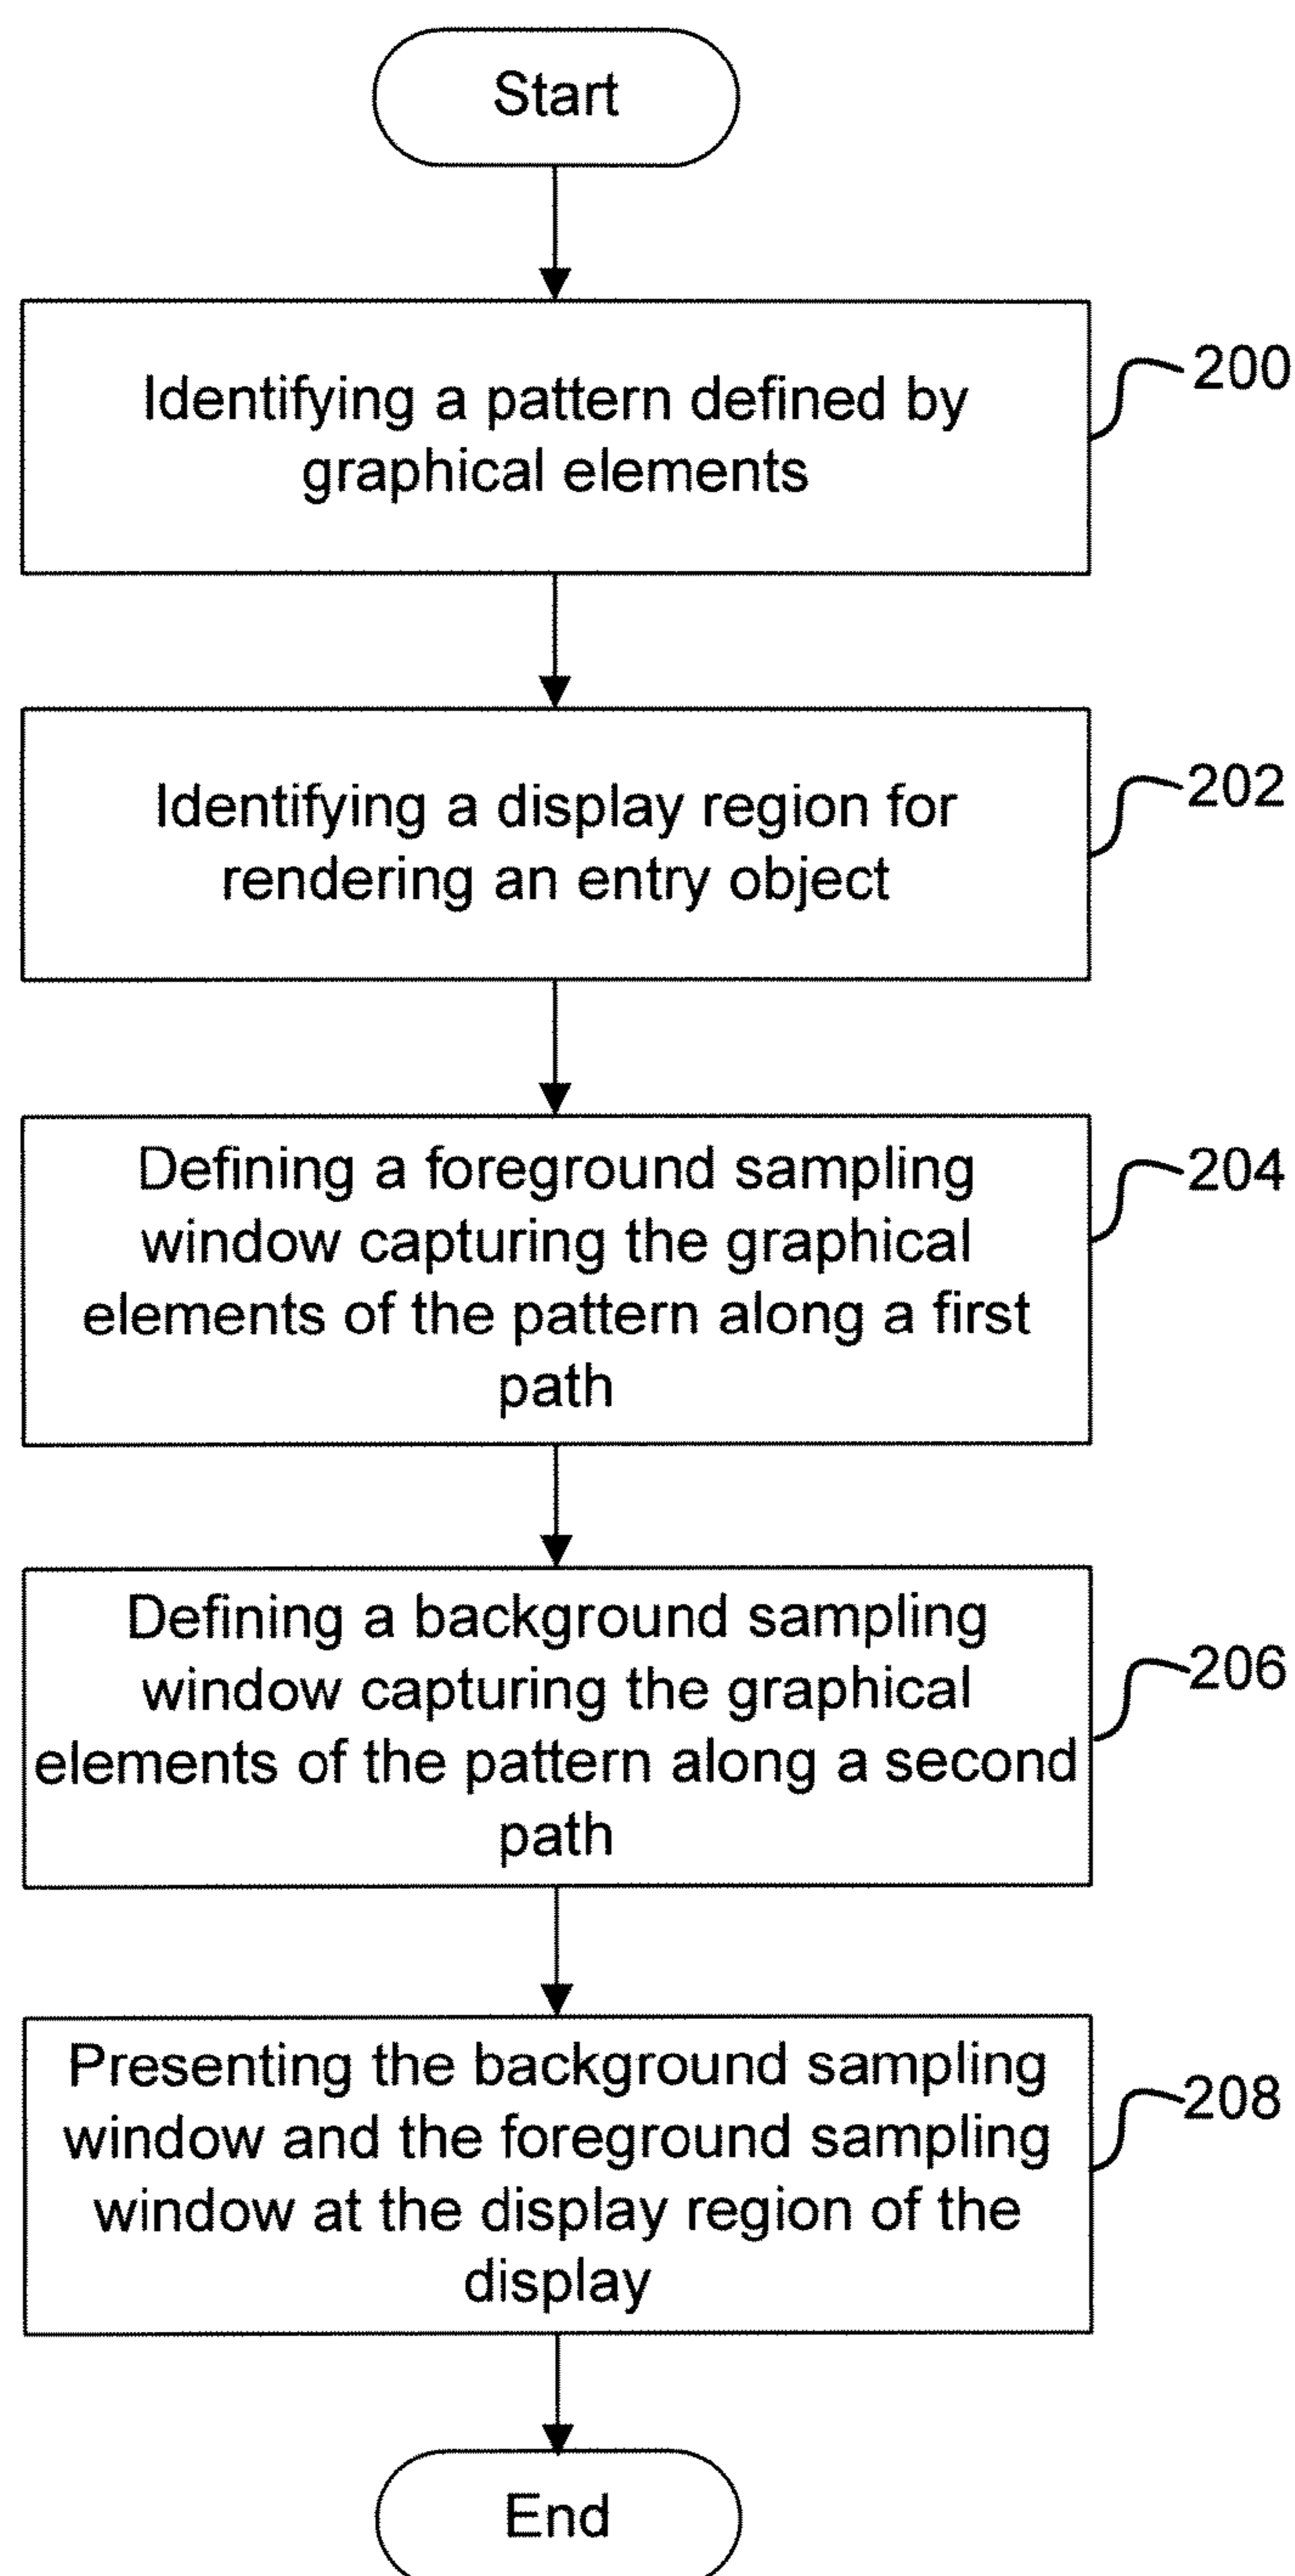 Start
Identifying a pattern defined by
graphical elements
200
Identifying a display region for
rendering an entry object
202
Defining a foreground sampling
window capturing the graphical
elements of the pattern along a first
path
204
Defining a background sampling
window capturing the graphical
elements of the pattern along a second
path
206
Presenting the background sampling
window and the foreground sampling
window at the display region of the
display
208
End